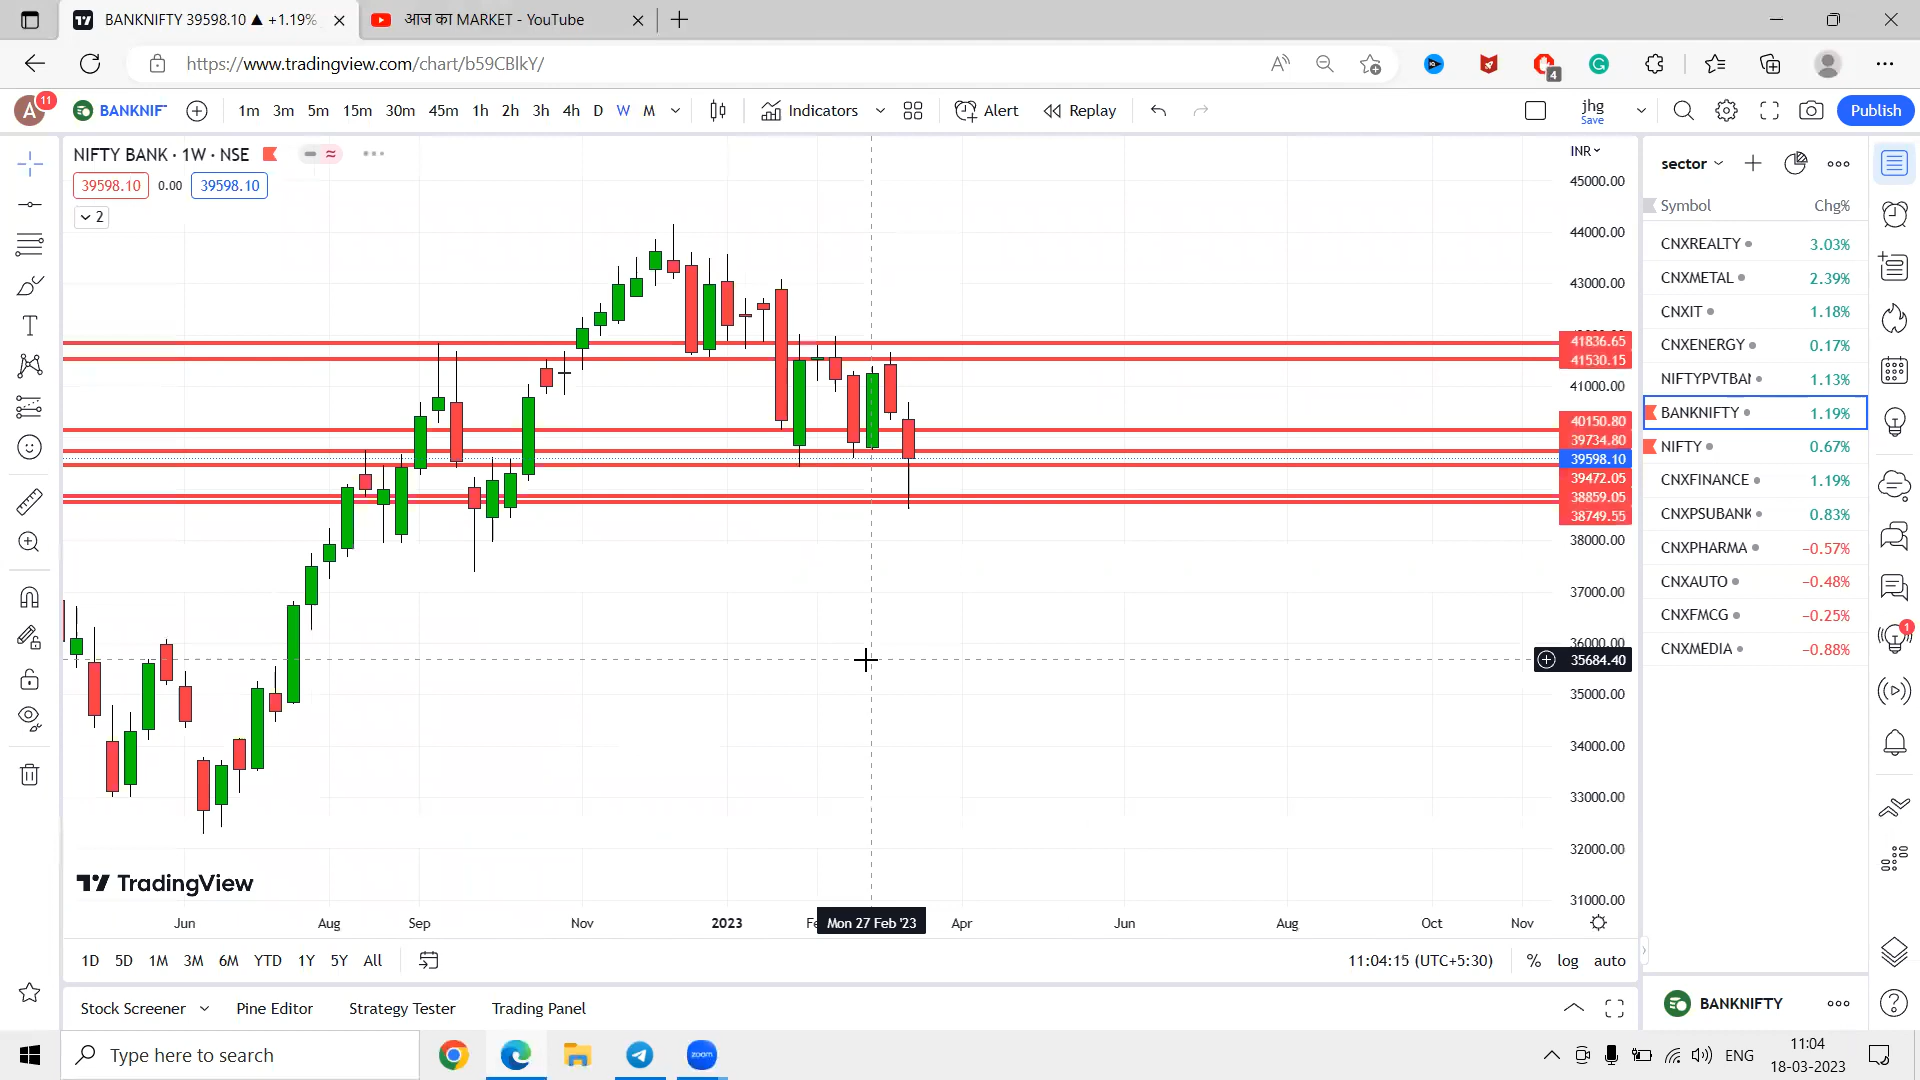 BANKNIFTY 39598.10 ▲ +1.19%
आज का MARKET - YouTube
https://www.tradingview.com/chart/b59CBlkY/
4
A 11 BANKNIFT 1m 3m 5m 15m 30m 45m 1h 2h 3h 4h D W M Indicators Alert Replay jhg Save Publish
NIFTY BANK · 1W · NSE
39598.10 0.00 39598.10
2
INR
45000.00
44000.00
43000.00
41836.65
41530.15
41000.00
40150.80
39734.80
39598.10
39472.05
38859.05
38749.55
38000.00
37000.00
36000.00
35684.40
35000.00
34000.00
33000.00
32000.00
31000.00
TradingView
Jun Aug Sep Nov 2023 Mon 27 Feb '23 Apr Jun Aug Oct Nov
1D 5D 1M 3M 6M YTD 1Y 5Y All 11:04:15 (UTC+5:30) % log auto
Stock Screener Pine Editor Strategy Tester Trading Panel
sector
Symbol Chg%
CNXREALTY 3.03%
CNXMETAL 2.39%
CNXIT 1.18%
CNXENERGY 0.17%
NIFTYPVTBAN 1.13%
BANKNIFTY 1.19%
NIFTY 0.67%
CNXFINANCE 1.19%
CNXPSUBANK 0.83%
CNXPHARMA −0.57%
CNXAUTO −0.48%
CNXFMCG −0.25%
CNXMEDIA −0.88%
1
BANKNIFTY
Type here to search
zoom
ENG
11:04
18-03-2023